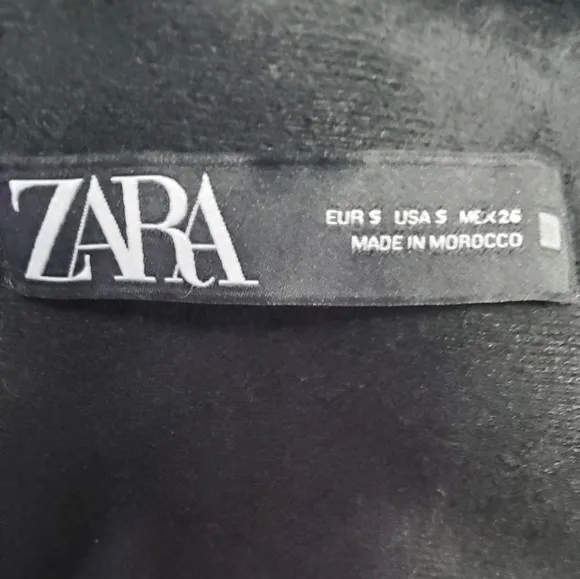 ZARA
EUR S USA S MEX 26
MADE IN MOROCCO